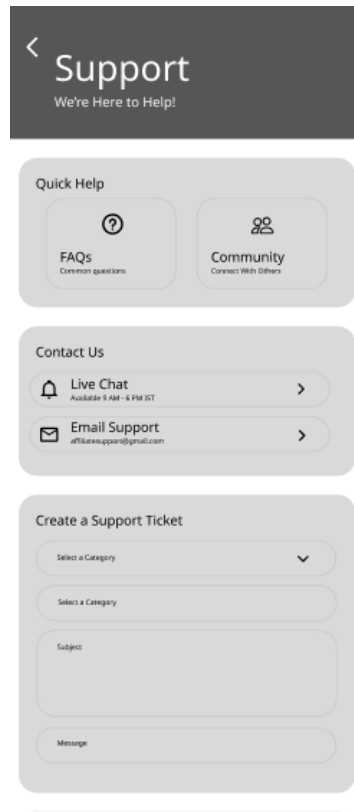 Support
We're Here to Help!
Quick Help
FAQs
Common questions
Community
Connect With Others
Contact Us
Live Chat
Available 9 AM - 6 PM IST
Email Support
affiliatesupport@gmail.com
Create a Support Ticket
Select a Category
Select a Category
Subject
Message